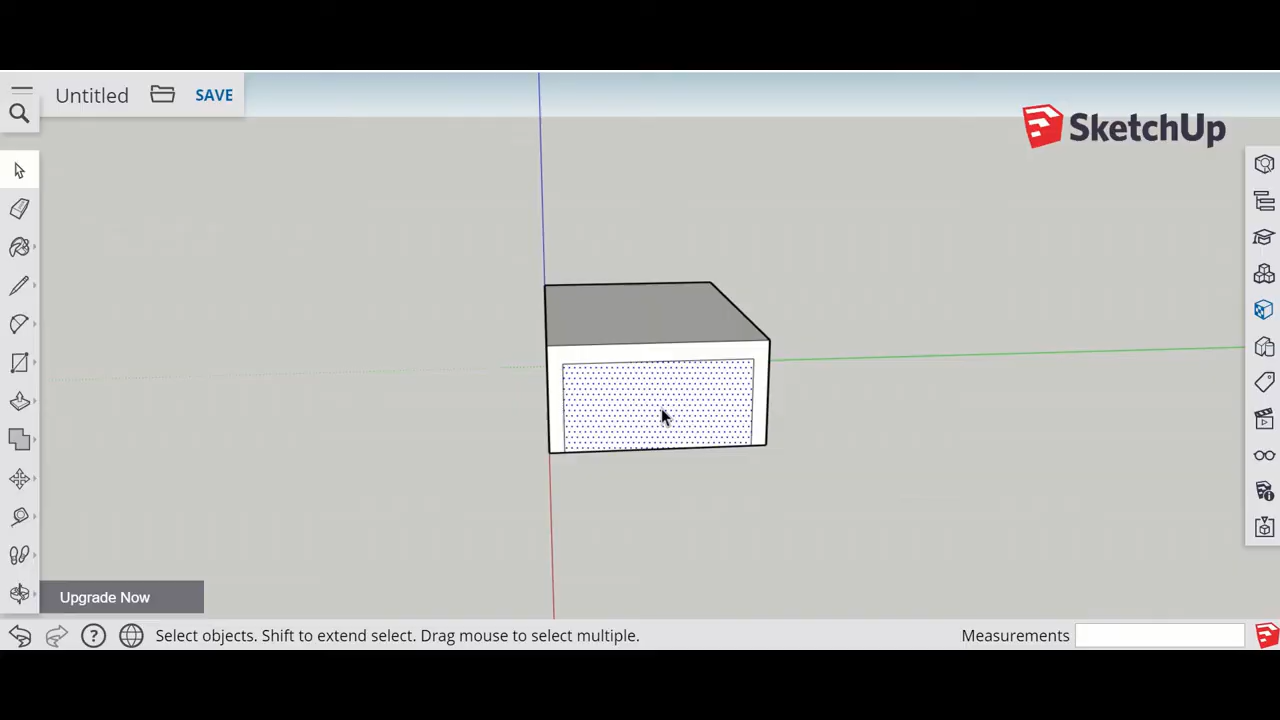 Untitled
SAVE
SketchUp
Upgrade Now
Select objects. Shift to extend select. Drag mouse to select multiple.
Measurements